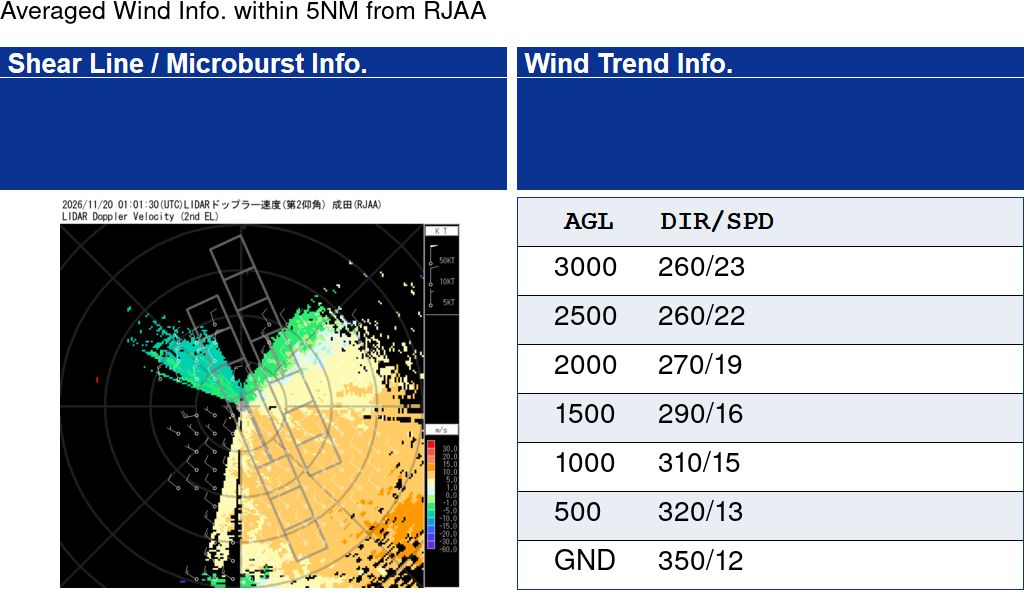 Averaged Wind Info. within 5NM from RJAA
Shear Line / Microburst Info.
Wind Trend Info.
2026/11/20 01:01:30(UTC)LIDARドップラー速度(第2仰角) 成田(RJAA)
LIDAR Doppler Velocity (2nd EL)
KT
50KT
10KT
5KT
m/s
30.0
20.0
15.0
10.0
5.0
1.0
0.0
-1.0
-5.0
-10.0
-15.0
-20.0
-30.0
-60.0
AGL DIR/SPD
3000 260/23
2500 260/22
2000 270/19
1500 290/16
1000 310/15
500 320/13
GND 350/12